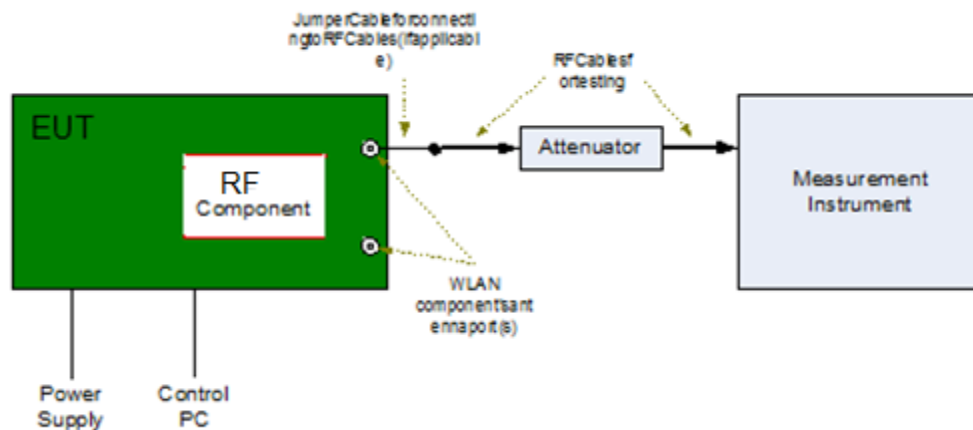 JumperCableforconnecti
ngtoRFCables(ifapplicabl
e)
RFCablesf
ortesting
EUT
RF
Component
Attenuator
Measurement
Instrument
WLAN
component'sant
ennaport(s)
Power
Supply
Control
PC